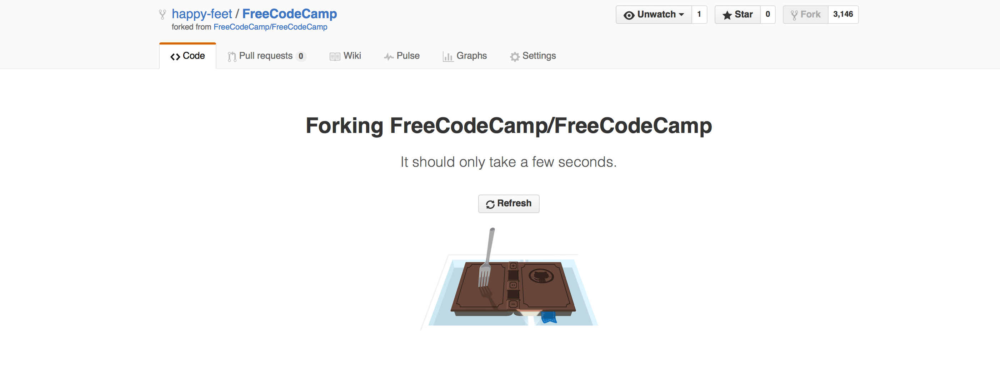 happy-feet / FreeCodeCamp
Unwatch 1
Star 0
Fork 3,146
forked from FreeCodeCamp/FreeCodeCamp
Code
Pull requests 0
Wiki
Pulse
Graphs
Settings
Forking FreeCodeCamp/FreeCodeCamp
It should only take a few seconds.
Refresh